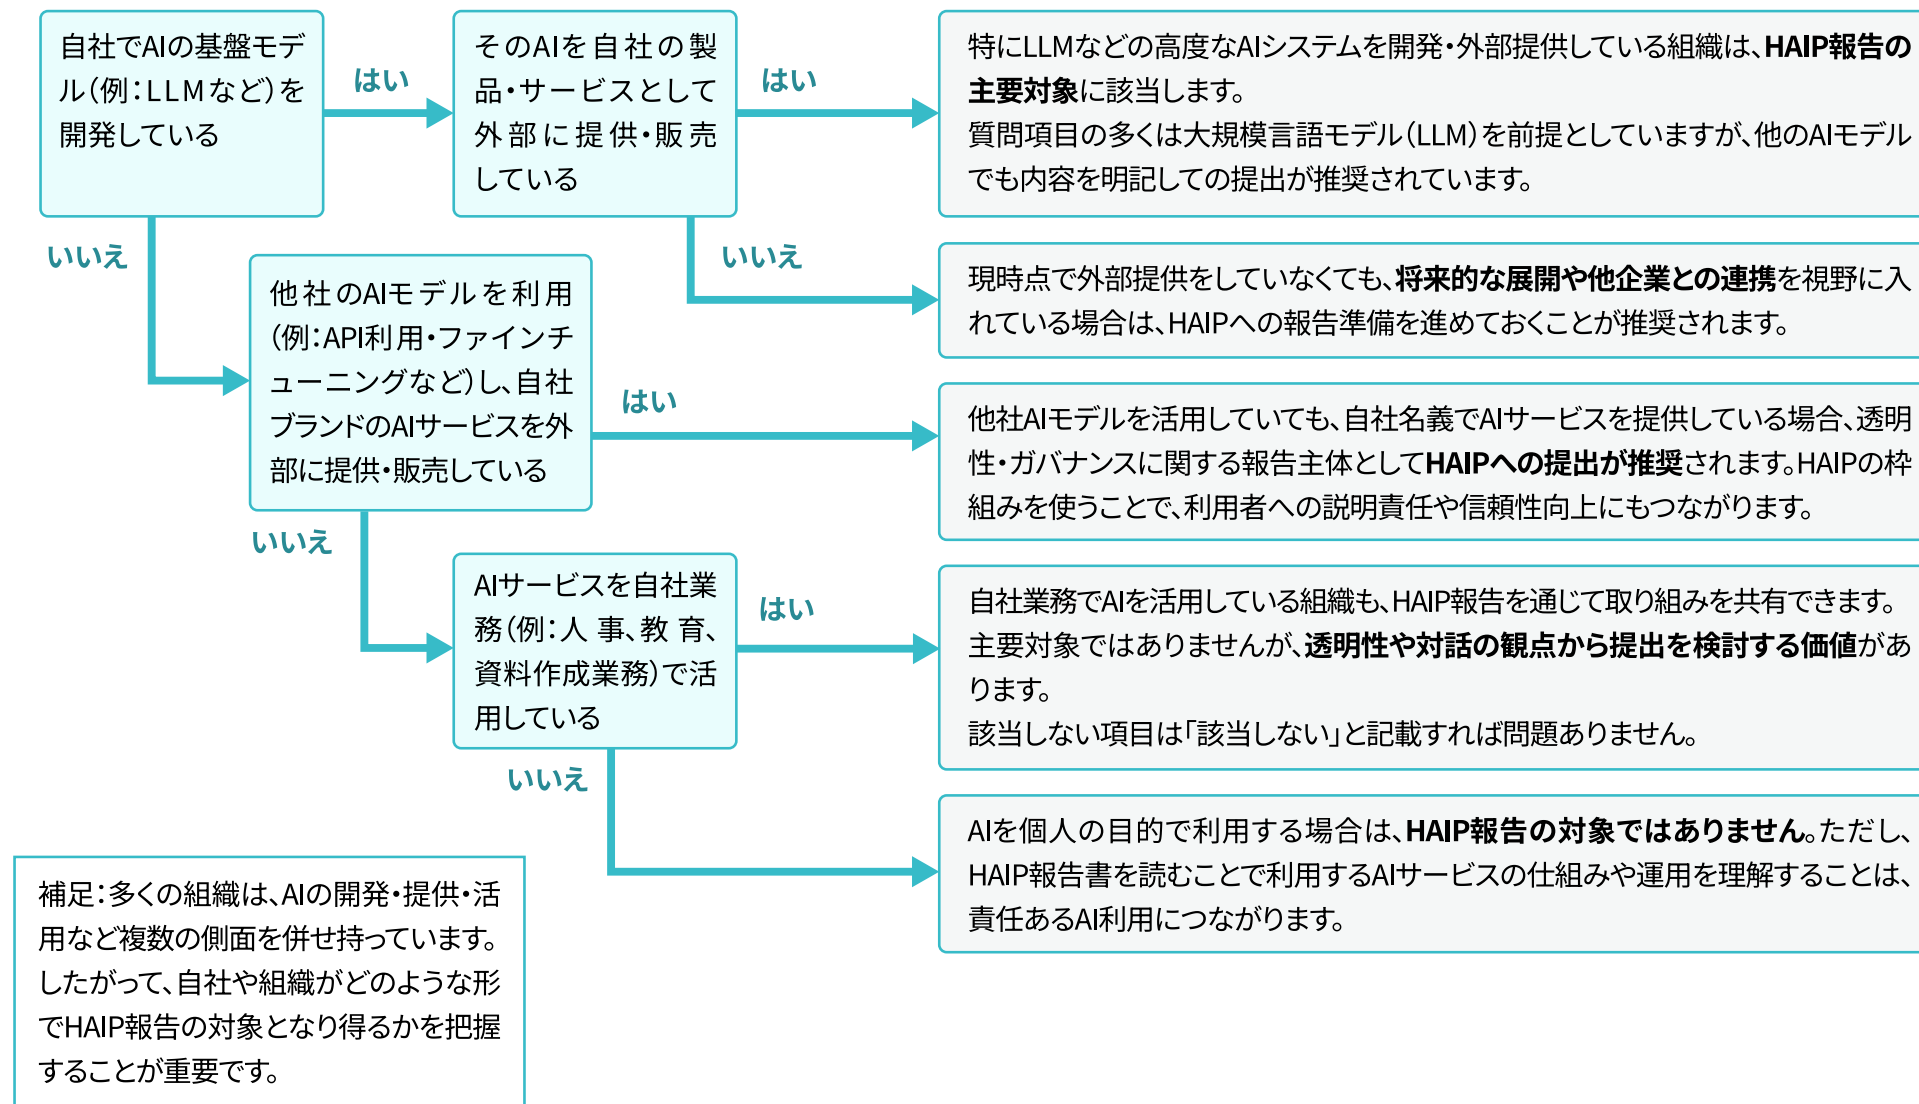 自社でAIの基盤モデ
ル(例：LLMなど)を
開発している
はい
そのAIを自社の製
品・サービスとして
外部に提供・販売
している
はい
特にLLMなどの高度なAIシステムを開発・外部提供している組織は、HAIP報告の
主要対象に該当します。
質問項目の多くは大規模言語モデル(LLM)を前提としていますが、他のAIモデル
でも内容を明記しての提出が推奨されています。
いいえ
いいえ
現時点で外部提供をしていなくても、将来的な展開や他企業との連携を視野に入
れている場合は、HAIPへの報告準備を進めておくことが推奨されます。
他社のAIモデルを利用
(例：API利用・ファインチ
ューニングなど)し、自社
ブランドのAIサービスを外
部に提供・販売している
はい
他社AIモデルを活用していても、自社名義でAIサービスを提供している場合、透明
性・ガバナンスに関する報告主体としてHAIPへの提出が推奨されます。HAIPの枠
組みを使うことで、利用者への説明責任や信頼性向上にもつながります。
いいえ
AIサービスを自社業
務(例：人事、教育、
資料作成業務)で活
用している
はい
自社業務でAIを活用している組織も、HAIP報告を通じて取り組みを共有できます。
主要対象ではありませんが、透明性や対話の観点から提出を検討する価値があ
ります。
該当しない項目は「該当しない」と記載すれば問題ありません。
いいえ
AIを個人の目的で利用する場合は、HAIP報告の対象ではありません。ただし、
HAIP報告書を読むことで利用するAIサービスの仕組みや運用を理解することは、
責任あるAI利用につながります。
補足：多くの組織は、AIの開発・提供・活
用など複数の側面を併せ持っています。
したがって、自社や組織がどのような形
でHAIP報告の対象となり得るかを把握
することが重要です。